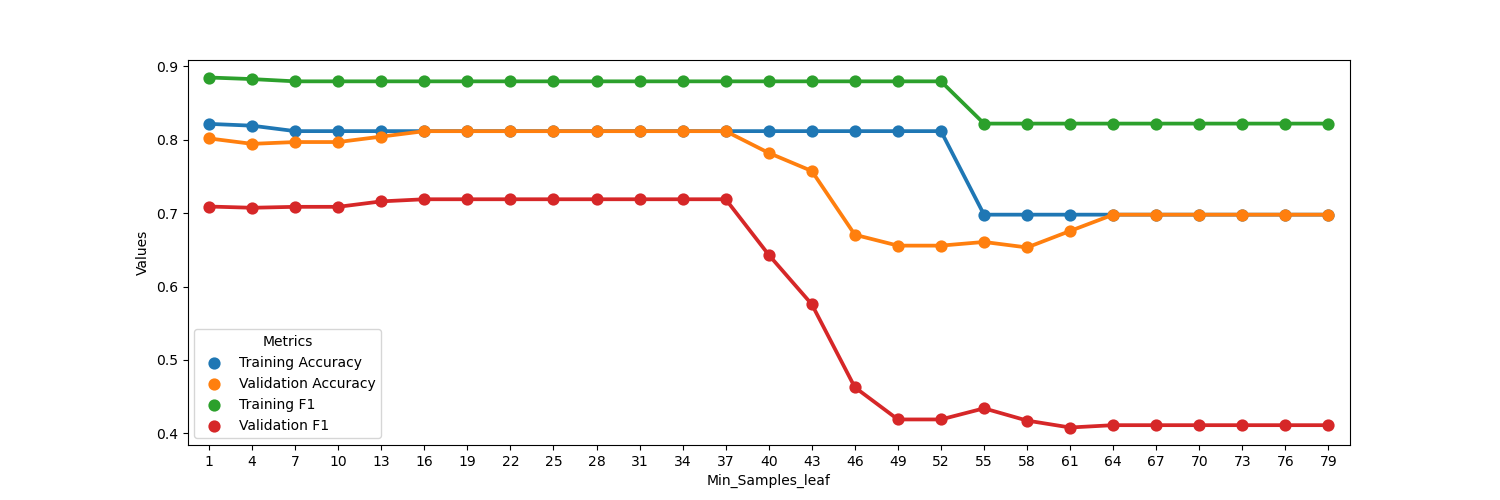 0.9
0.8
0.7
0.6
0.5
0.4
Values
Metrics
Training Accuracy
Validation Accuracy
Training F1
Validation F1
1 4 7 10 13 16 19 22 25 28 31 34 37 40 43 46 49 52 55 58 61 64 67 70 73 76 79
Min_Samples_leaf